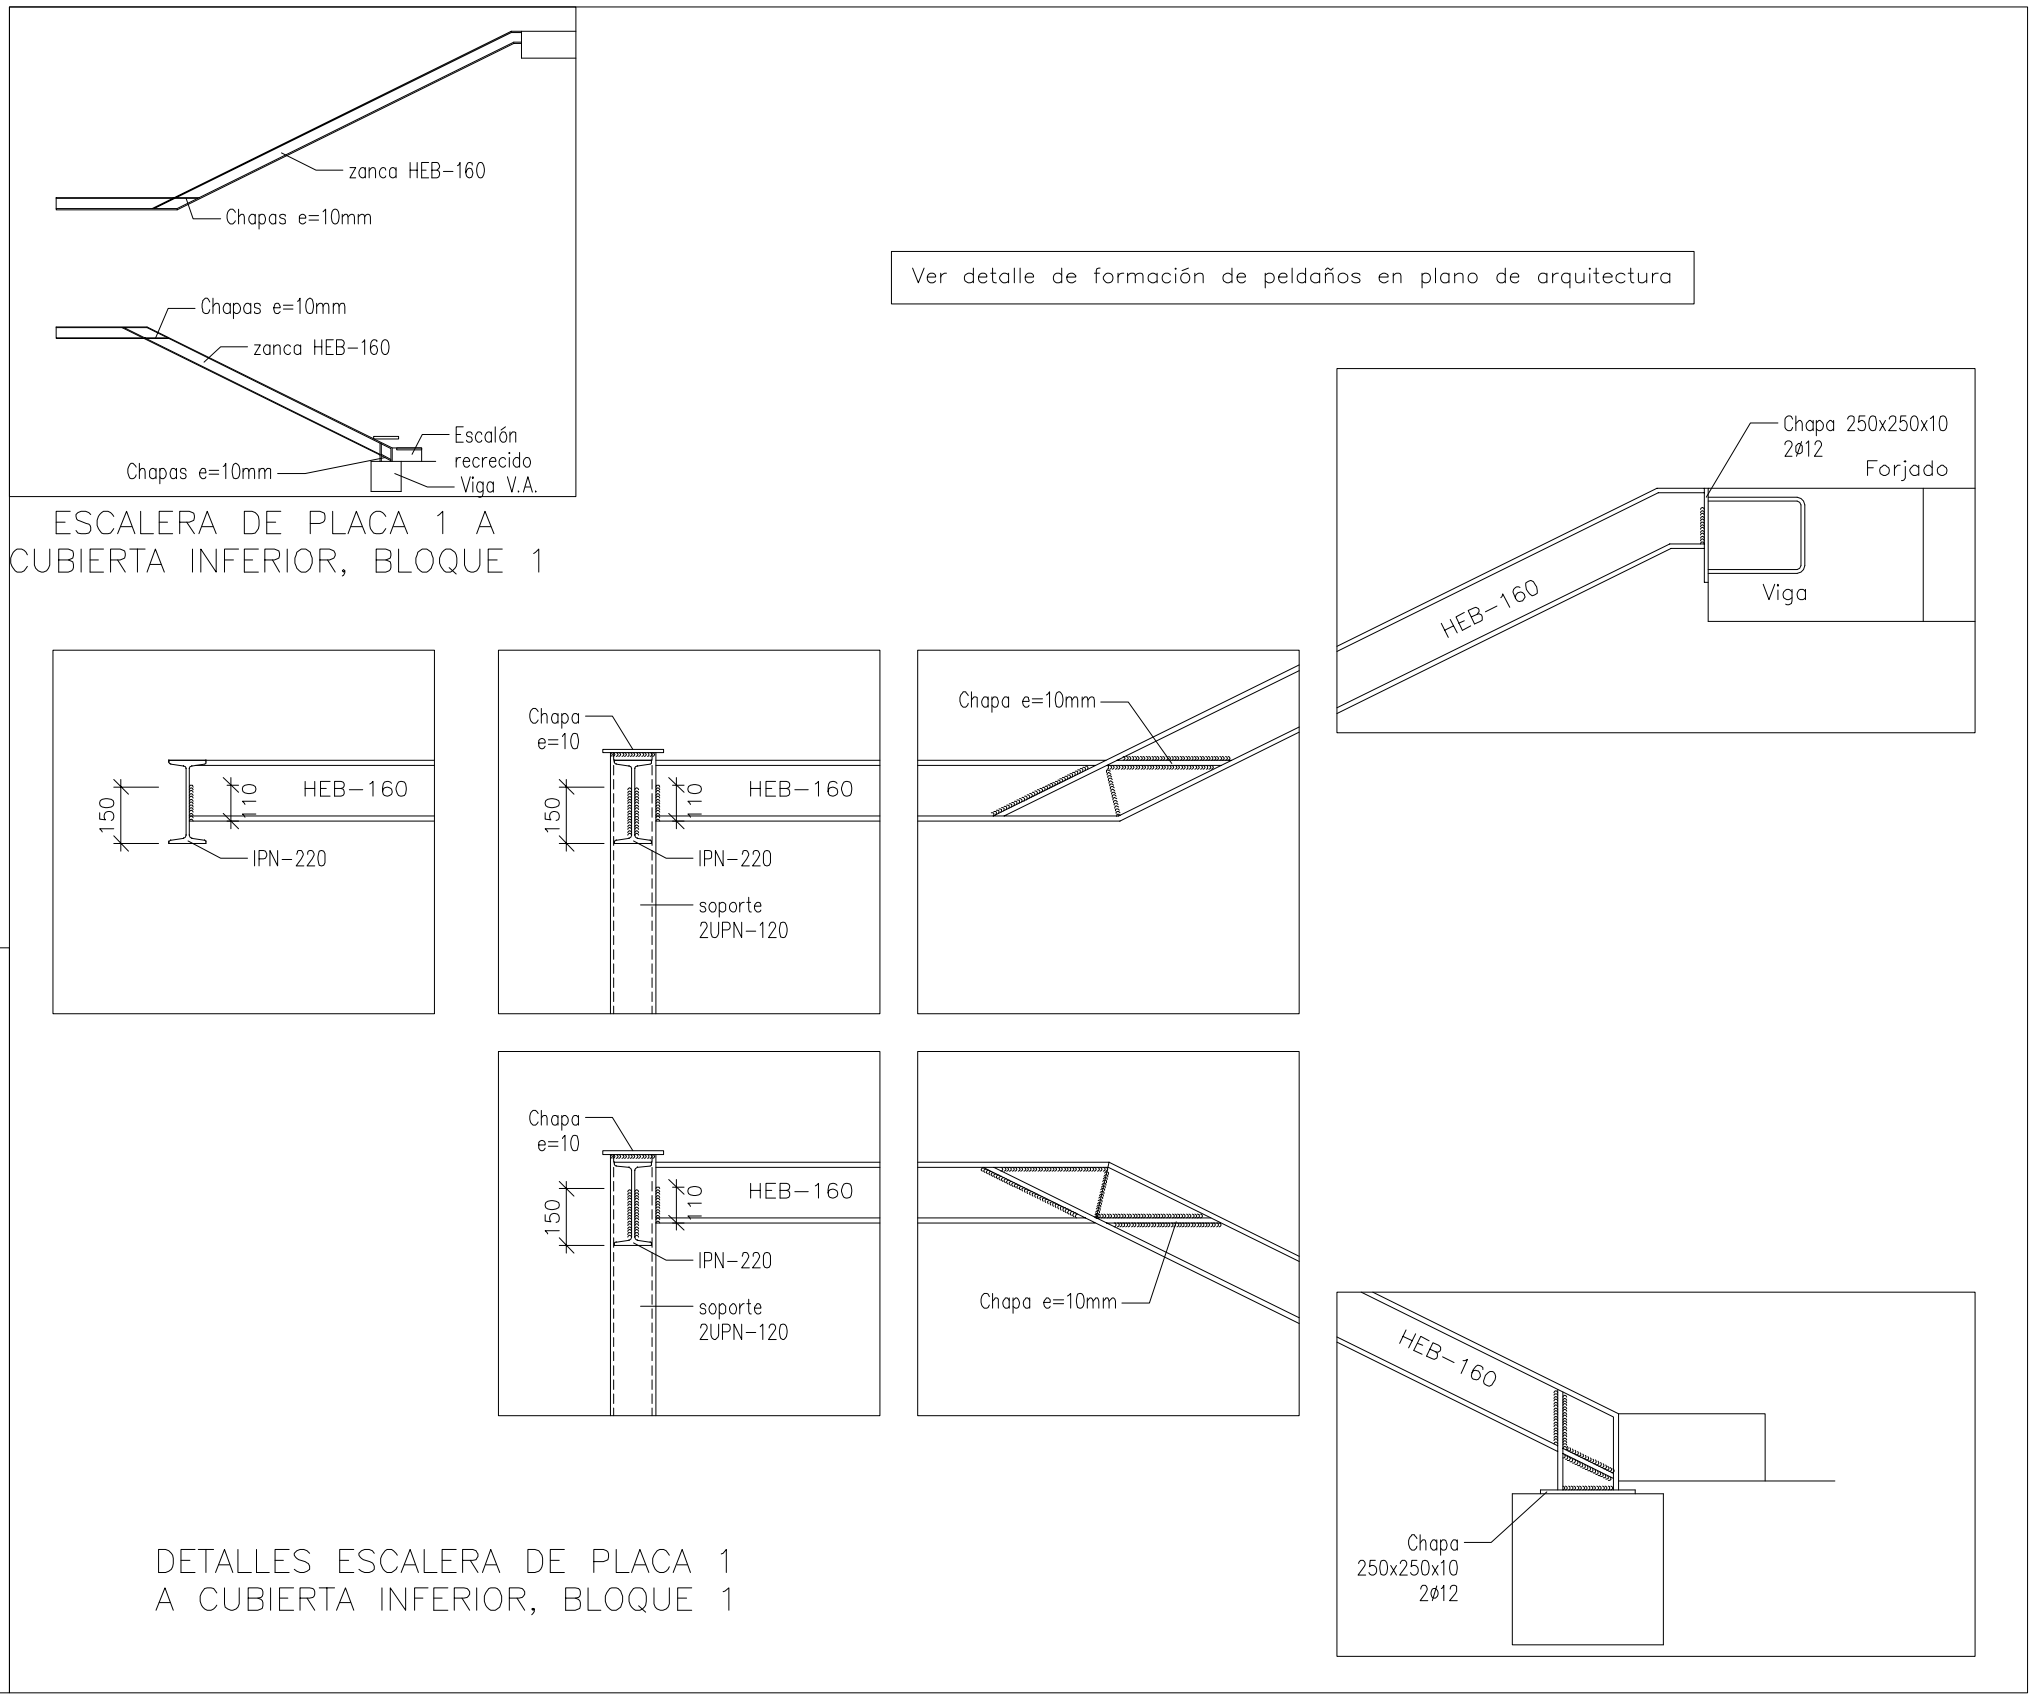 zanca HEB-160
Chapas e=10mm
Chapas e=10mm
zanca HEB-160
Escalón
recrecido
Chapas e=10mm
Viga V.A.
ESCALERA DE PLACA 1 A
CUBIERTA INFERIOR, BLOQUE 1
Ver detalle de formación de peldaños en plano de arquitectura
Chapa 250x250x10
2ø12
Forjado
HEB-160
Viga
150
110
HEB-160
IPN-220
Chapa
e=10
150
110
HEB-160
IPN-220
soporte
2UPN-120
Chapa e=10mm
Chapa
e=10
150
110
HEB-160
IPN-220
soporte
2UPN-120
Chapa e=10mm
HEB-160
Chapa
250x250x10
2ø12
DETALLES ESCALERA DE PLACA 1
A CUBIERTA INFERIOR, BLOQUE 1